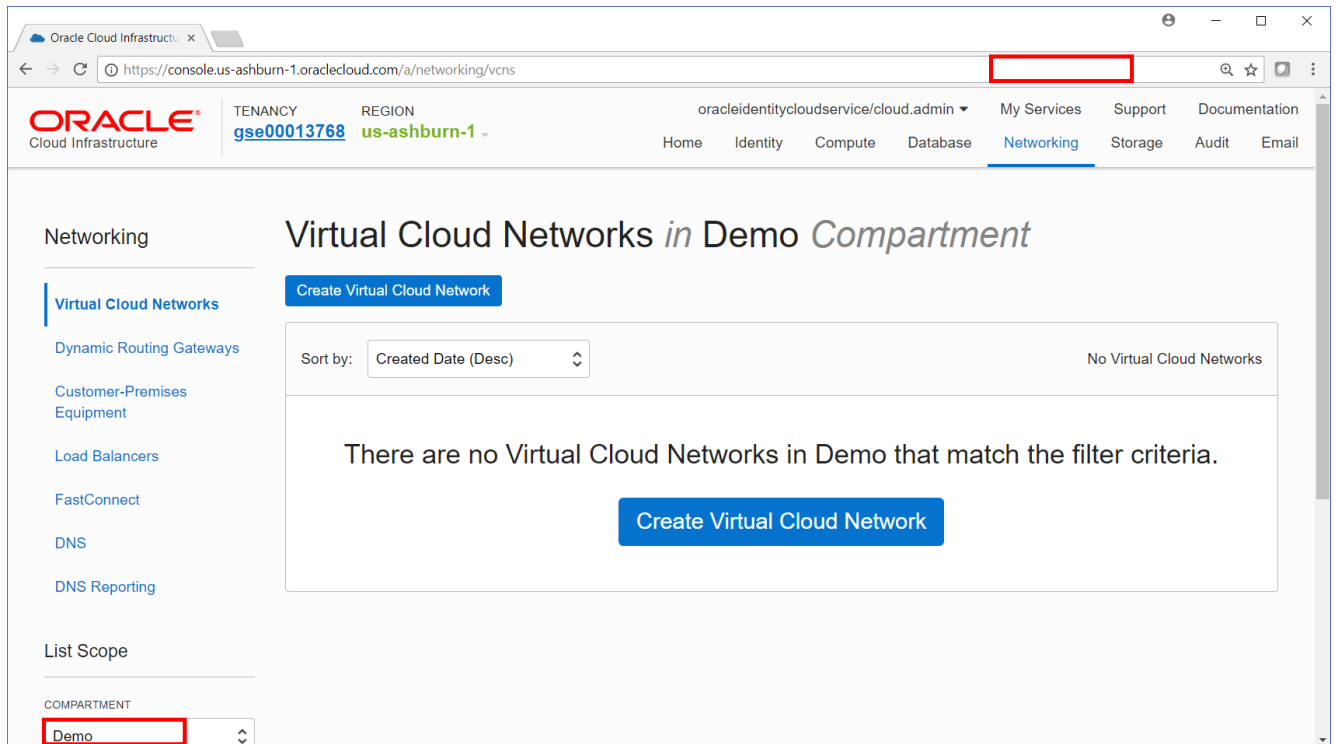 Oracle Cloud Infrastructu
https://console.us-ashburn-1.oraclecloud.com/a/networking/vcns
ORACLE
Cloud Infrastructure
TENANCY
gse00013768
REGION
us-ashburn-1
oracleidentitycloudservice/cloud.admin
My Services
Support
Documentation
Home
Identity
Compute
Database
Networking
Storage
Audit
Email
Networking
Virtual Cloud Networks
Dynamic Routing Gateways
Customer-Premises
Equipment
Load Balancers
FastConnect
DNS
DNS Reporting
List Scope
COMPARTMENT
Demo
Virtual Cloud Networks in Demo Compartment
Create Virtual Cloud Network
Sort by:
Created Date (Desc)
No Virtual Cloud Networks
There are no Virtual Cloud Networks in Demo that match the filter criteria.
Create Virtual Cloud Network